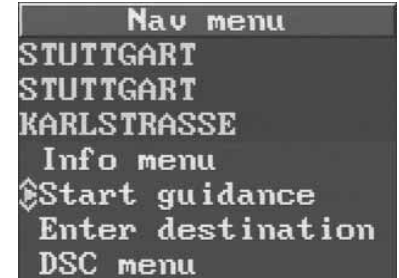 Nav menu
STUTTGART
STUTTGART
KARLSTRASSE
Info menu
Start guidance
Enter destination
DSC menu